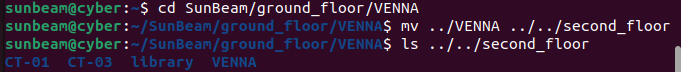 sunbeam@cyber:~$ cd SunBeam/ground_floor/VENNA
sunbeam@cyber:~/SunBeam/ground_floor/VENNA$ mv ../VENNA ../../second_floor
sunbeam@cyber:~/SunBeam/ground_floor/VENNA$ ls ../../second_floor
CT-01  CT-03  library  VENNA